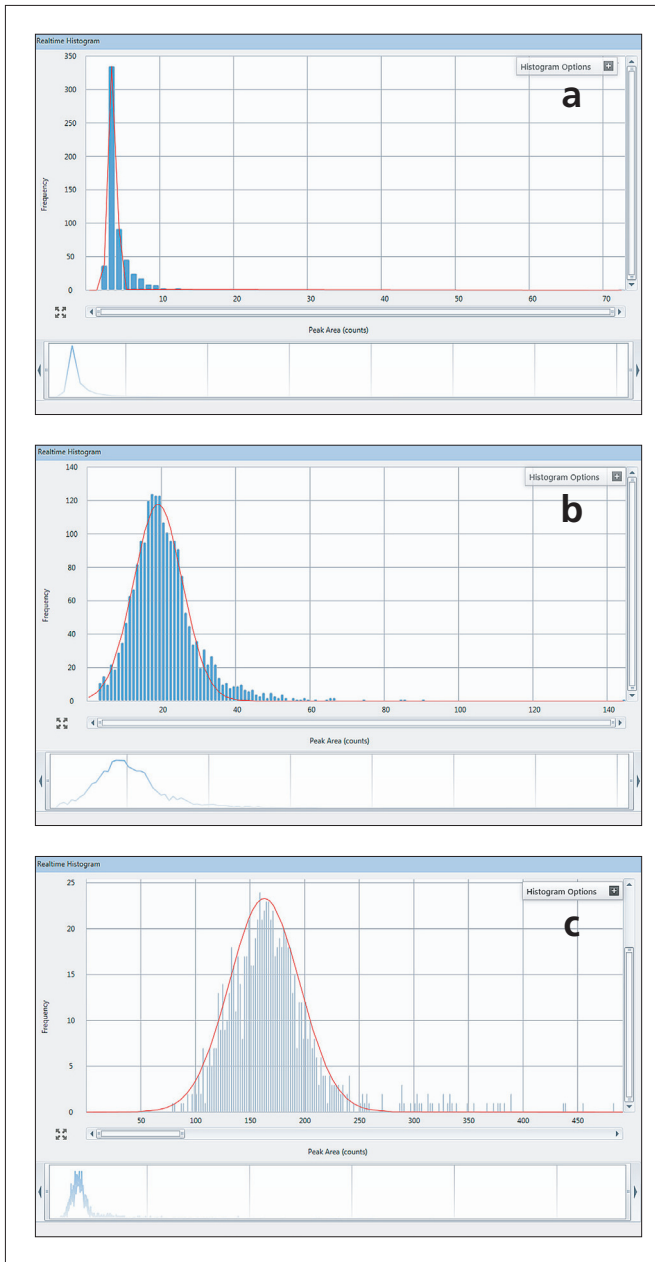 Realtime Histogram
Histogram Options
a
350
300
250
200
150
100
50
0
Frequency
10 20 30 40 50 60 70
Peak Area (counts)
Realtime Histogram
Histogram Options
b
140
120
100
80
60
40
20
0
Frequency
20 40 60 80 100 120 140
Peak Area (counts)
Realtime Histogram
Histogram Options
c
25
20
15
10
5
0
Frequency
50 100 150 200 250 300 350 400 450
Peak Area (counts)